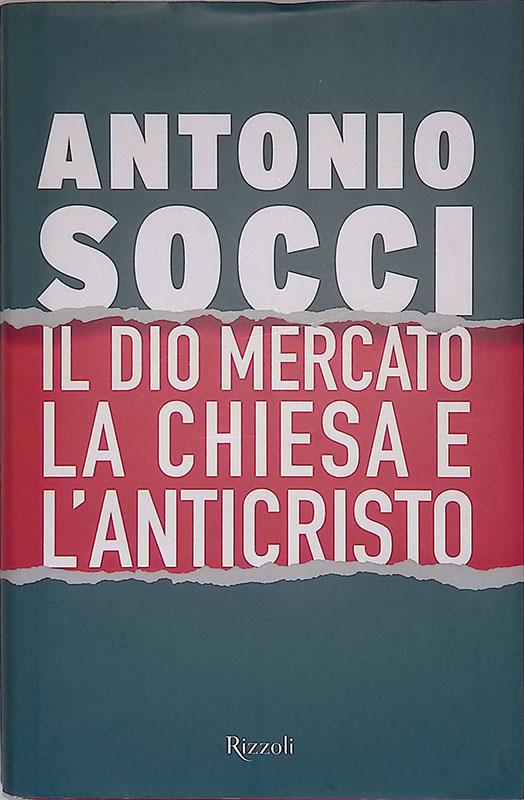 ANTONIO
SOCCI
IL DIO MERCATO
LA CHIESA E
L'ANTICRISTO
Rizzoli